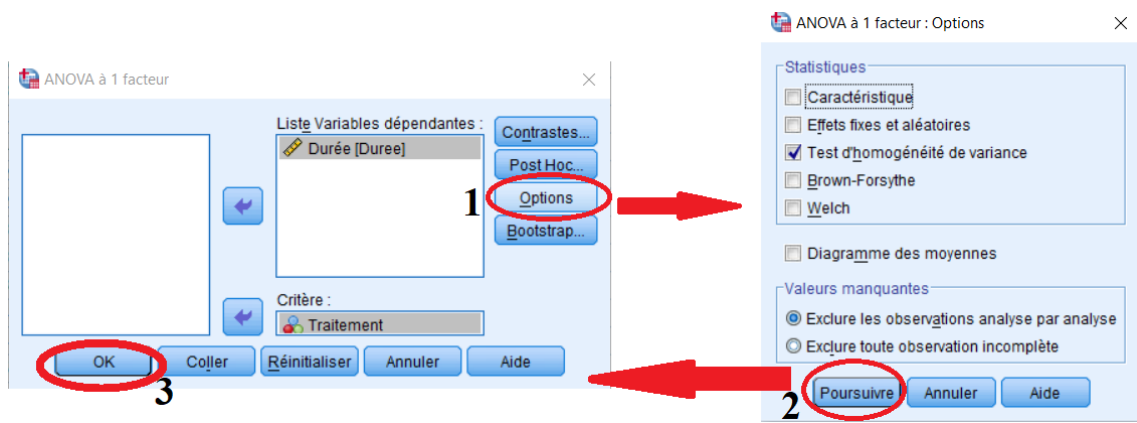 ANOVA à 1 facteur
Liste Variables dépendantes :
Durée [Duree]
Contrastes...
Post Hoc...
1
Options
Bootstrap...
Critère :
Traitement
OK
Coller
Réinitialiser
Annuler
Aide
3
ANOVA à 1 facteur : Options
Statistiques
Caractéristique
Effets fixes et aléatoires
Test d'homogénéité de variance
Brown-Forsythe
Welch
Diagramme des moyennes
Valeurs manquantes
Exclure les observations analyse par analyse
Exclure toute observation incomplète
2
Poursuivre
Annuler
Aide